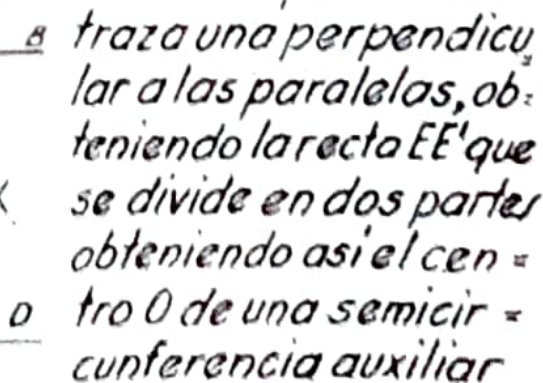 B traza una perpendicu
lar a las paralelas, ob=
teniendo la recta EE' que
se divide en dos partes
obteniendo así el cen=
D tro O de una semicir=
cunferencia auxiliar